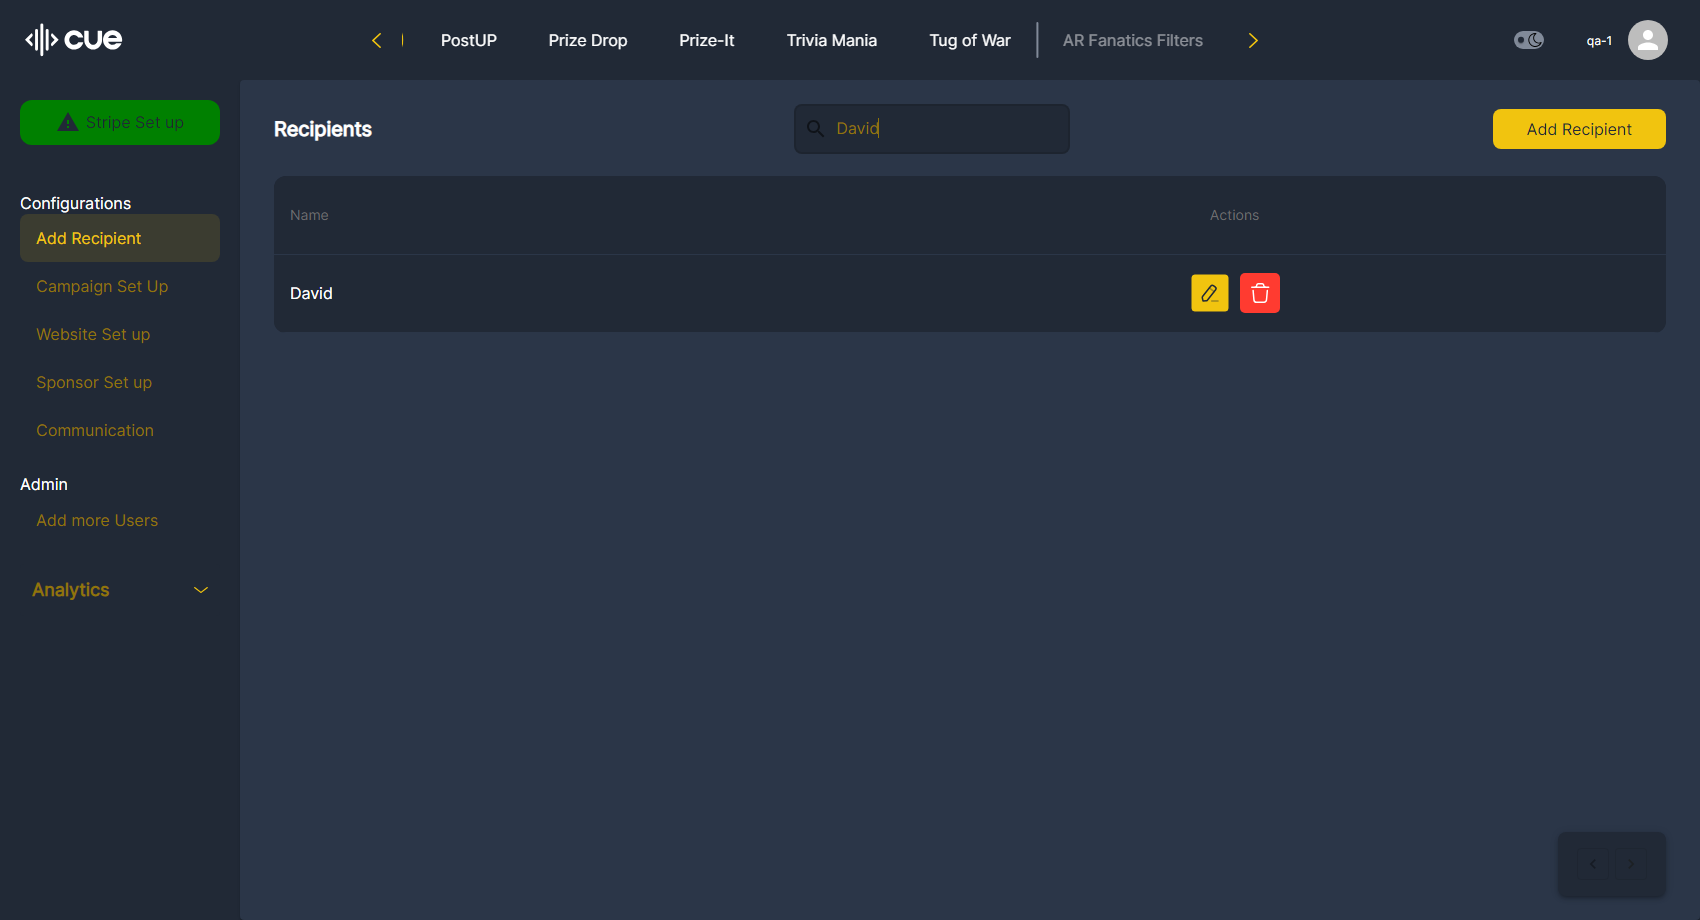 cue
PostUP
Prize Drop
Prize-It
Trivia Mania
Tug of War
AR Fanatics Filters
qa-1
Stripe Set up
Configurations
Add Recipient
Campaign Set Up
Website Set up
Sponsor Set up
Communication
Admin
Add more Users
Analytics
Recipients
David
Add Recipient
Name
Actions
David